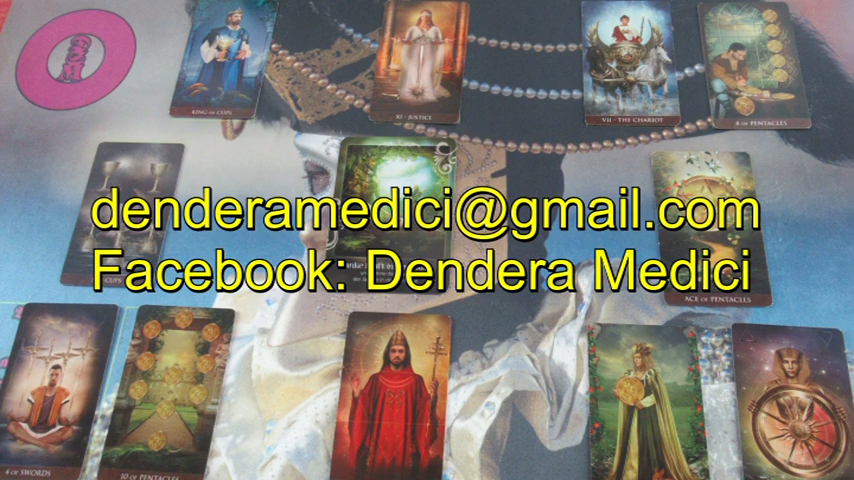 KING OF CUPS
XI · JUSTICE
VII · THE CHARIOT
8 OF PENTACLES
denderamedici@gmail.com
Facebook: Dendera Medici
CUPS
ACE OF PENTACLES
4 OF SWORDS
10 OF PENTACLES